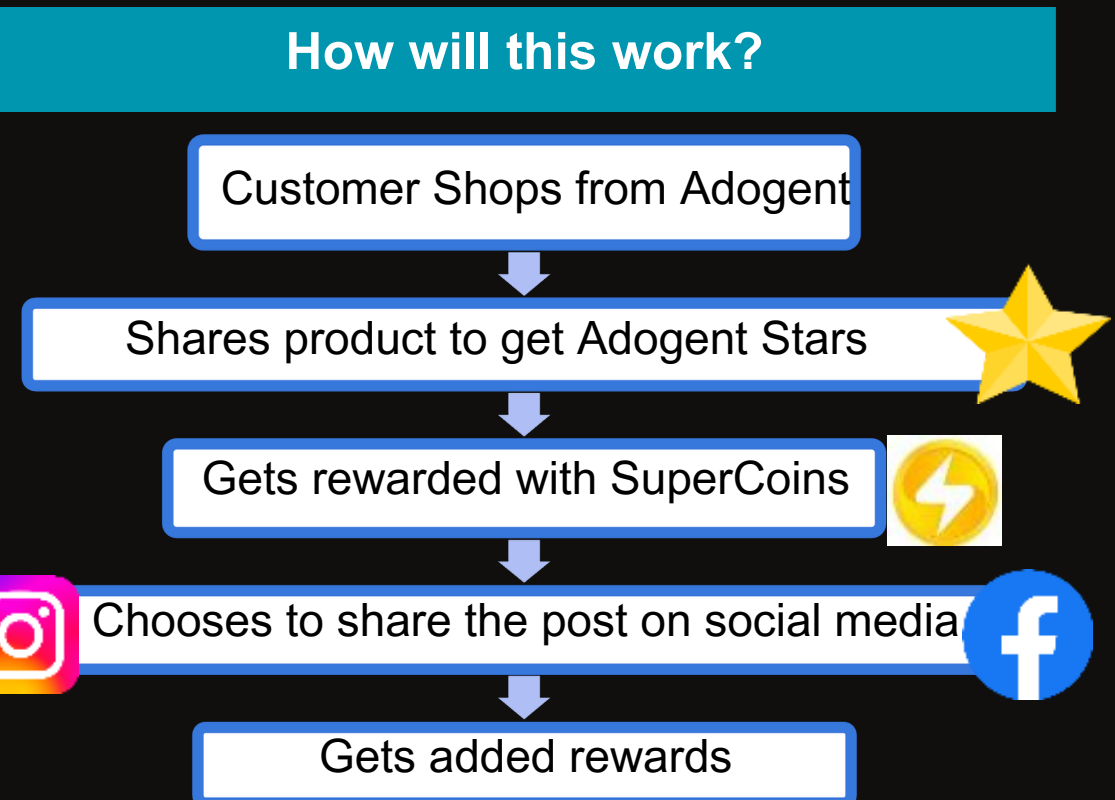 How will this work?
Customer Shops from Adogent
Shares product to get Adogent Stars
Gets rewarded with SuperCoins
Chooses to share the post on social media
Gets added rewards